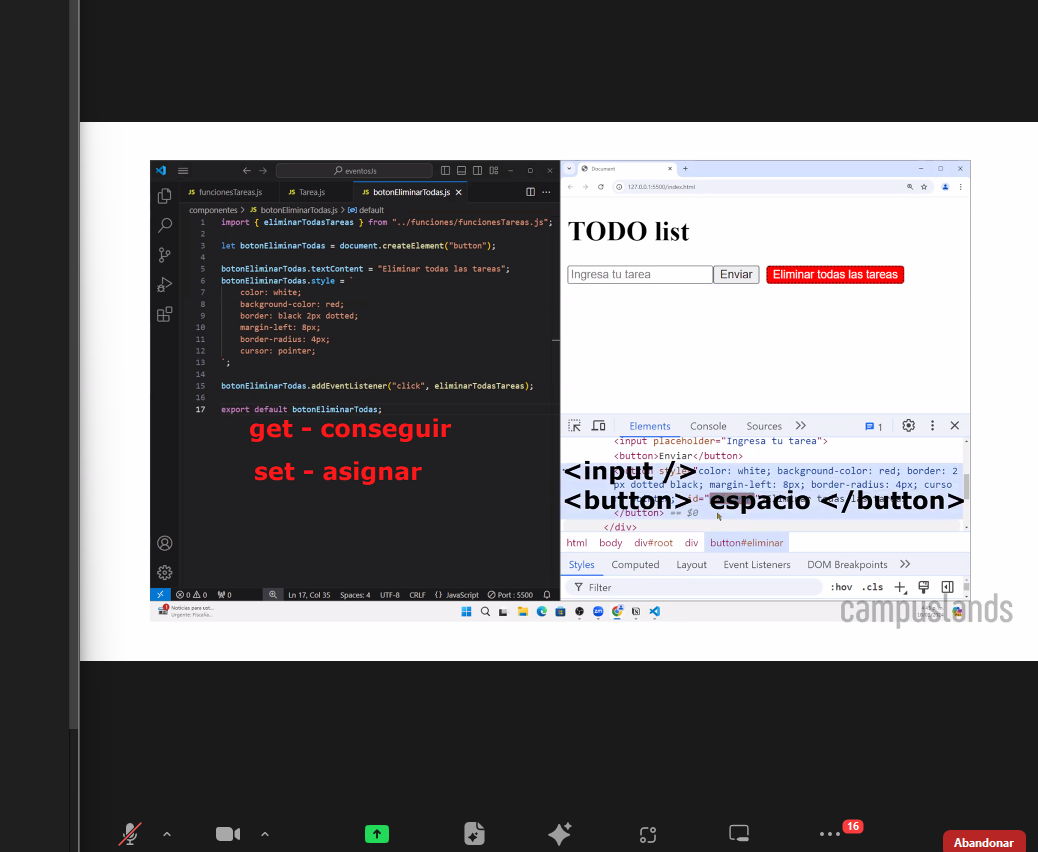 eventosJs
JS funcionesTareas.js
JS Tarea.js
JS botonEliminarTodas.js
componentes > JS botonEliminarTodas.js > default
1 import { eliminarTodasTareas } from "../funciones/funcionesTareas.js";
2
3 let botonEliminarTodas = document.createElement("button");
4
5 botonEliminarTodas.textContent = "Eliminar todas las tareas";
6 botonEliminarTodas.style = `
7 color: white;
8 background-color: red;
9 border: black 2px dotted;
10 margin-left: 8px;
11 border-radius: 4px;
12 cursor: pointer;
13 `;
14
15 botonEliminarTodas.addEventListener("click", eliminarTodasTareas);
16
17 export default botonEliminarTodas;
get - conseguir
set - asignar
0 0 0 Ln 17, Col 35 Spaces: 4 UTF-8 CRLF {} JavaScript Port : 5500
Document
127.0.0.1:5500/index.html
TODO list
Ingresa tu tarea Enviar Eliminar todas las tareas
Elements Console Sources 1
<input placeholder="Ingresa tu tarea">
<button>Enviar</button>
style="color: white; background-color: red; border: 2
px dotted black; margin-left: 8px; border-radius: 4px; curso
</button> == $0
</div>
<input />
<button> espacio </button>
html body div#root div button#eliminar
Styles Computed Layout Event Listeners DOM Breakpoints
Filter :hov .cls
Noticias para ust...
Urgente: Fiscalía...
campuslands
16
Abandonar